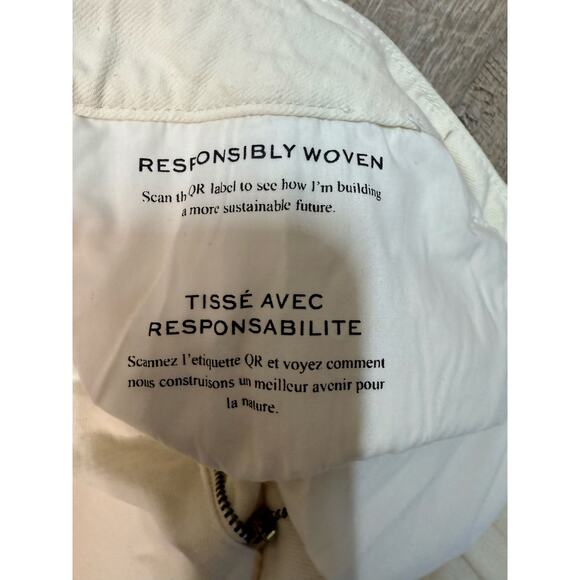 RESPONSIBLY WOVEN
Scan th QR label to see how I'm building
a more sustainable future.
TISSÉ AVEC
RESPONSABILITE
Scannez l'etiquette QR et voyez comment
nous construisons un meilleur avenir pour
la nature.